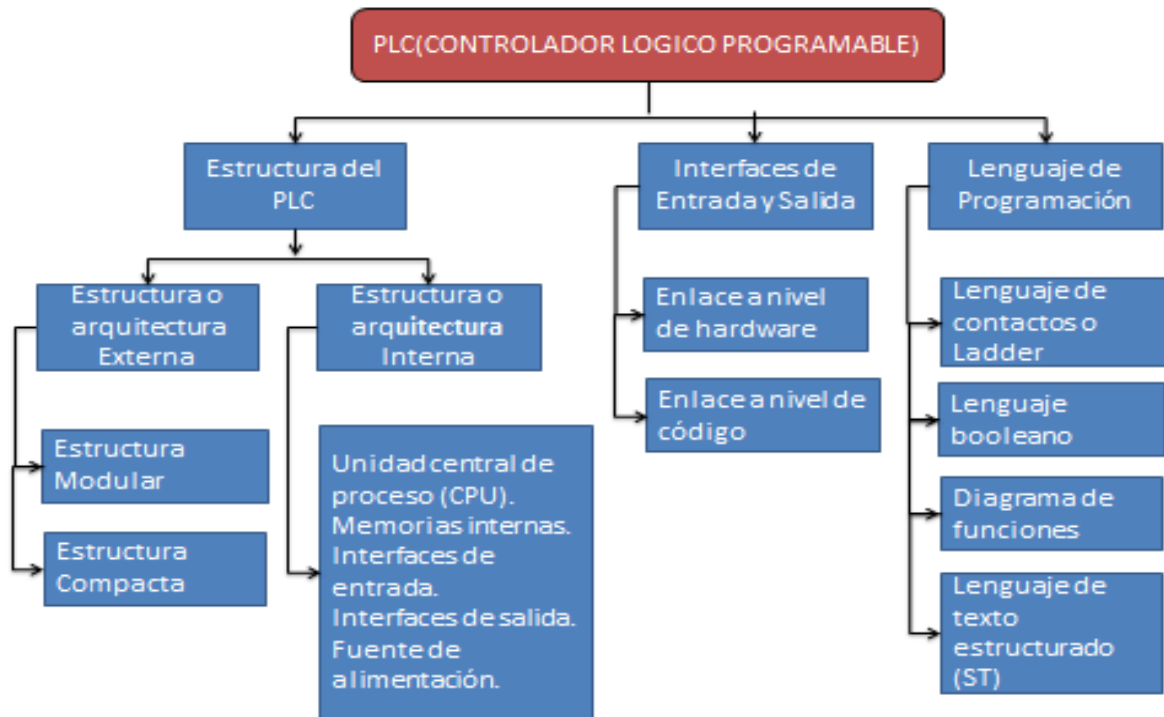 PLC(CONTROLADOR LOGICO PROGRAMABLE)
Estructura del
PLC
Interfaces de
Entrada y Salida
Lenguaje de
Programación
Estructura o
arquitectura
Externa
Estructura o
arquitectura
Interna
Enlace a nivel
de hardware
Enlace a nivel de
código
Lenguaje de
contactos o
Ladder
Lenguaje
booleano
Diagrama de
funciones
Lenguaje de
texto
estructurado
(ST)
Estructura
Modular
Estructura
Compacta
Unidad central de
proceso (CPU).
Memorias internas.
Interfaces de
entrada.
Interfaces de salida.
Fuente de
alimentación.